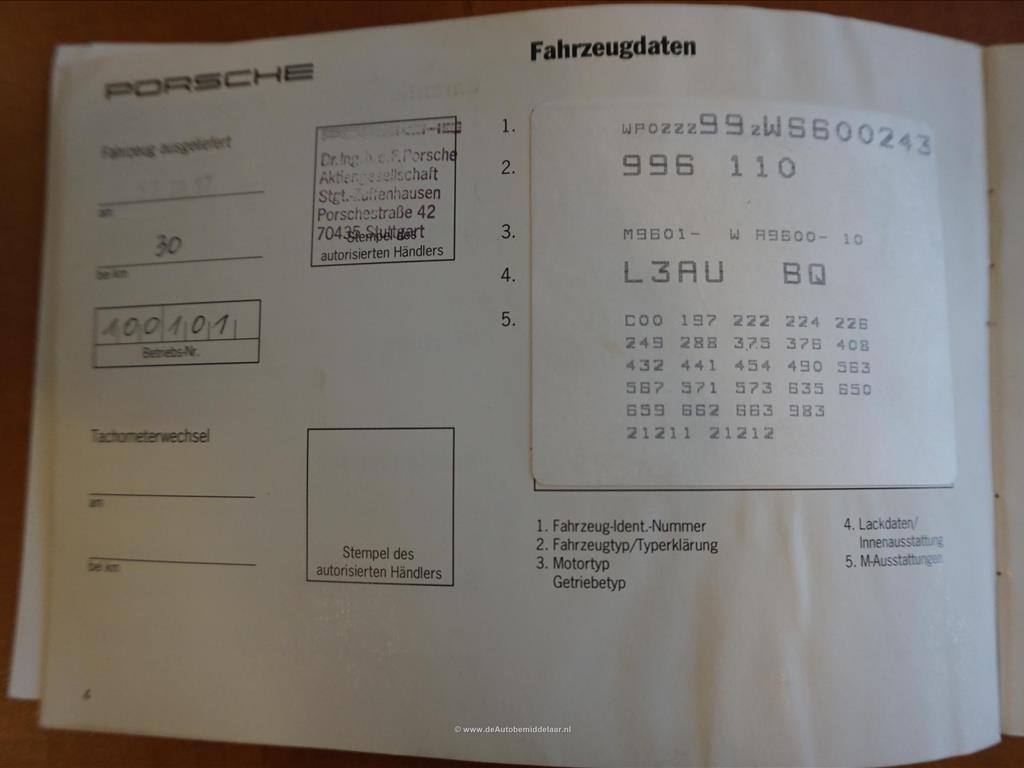 PORSCHE
Fahrzeug ausgeliefert
am
30
bei km
100101
Betriebs-Nr.
Dr.Ing.h.c.F.Porsche
Aktiengesellschaft
Stgt.-Zuffenhausen
Porschestraße 42
70435 Stuttgart
Stempel des
autorisierten Händlers
Tachometerwechsel
am
bei km
Stempel des
autorisierten Händlers
4
Fahrzeugdaten
1. WP0ZZZ99ZWS600243
2. 996 110
3. M9601- W A9600- 10
4. L3AU BQ
5. C00 197 222 224 226
249 288 375 376 408
432 441 454 490 563
567 571 573 635 650
659 662 663 983
21211 21212
1. Fahrzeug-Ident.-Nummer
2. Fahrzeugtyp/Typerklärung
3. Motortyp
Getriebetyp
4. Lackdaten/
Innenausstattung
5. M-Ausstattungen
© www.deAutobemiddelaar.nl